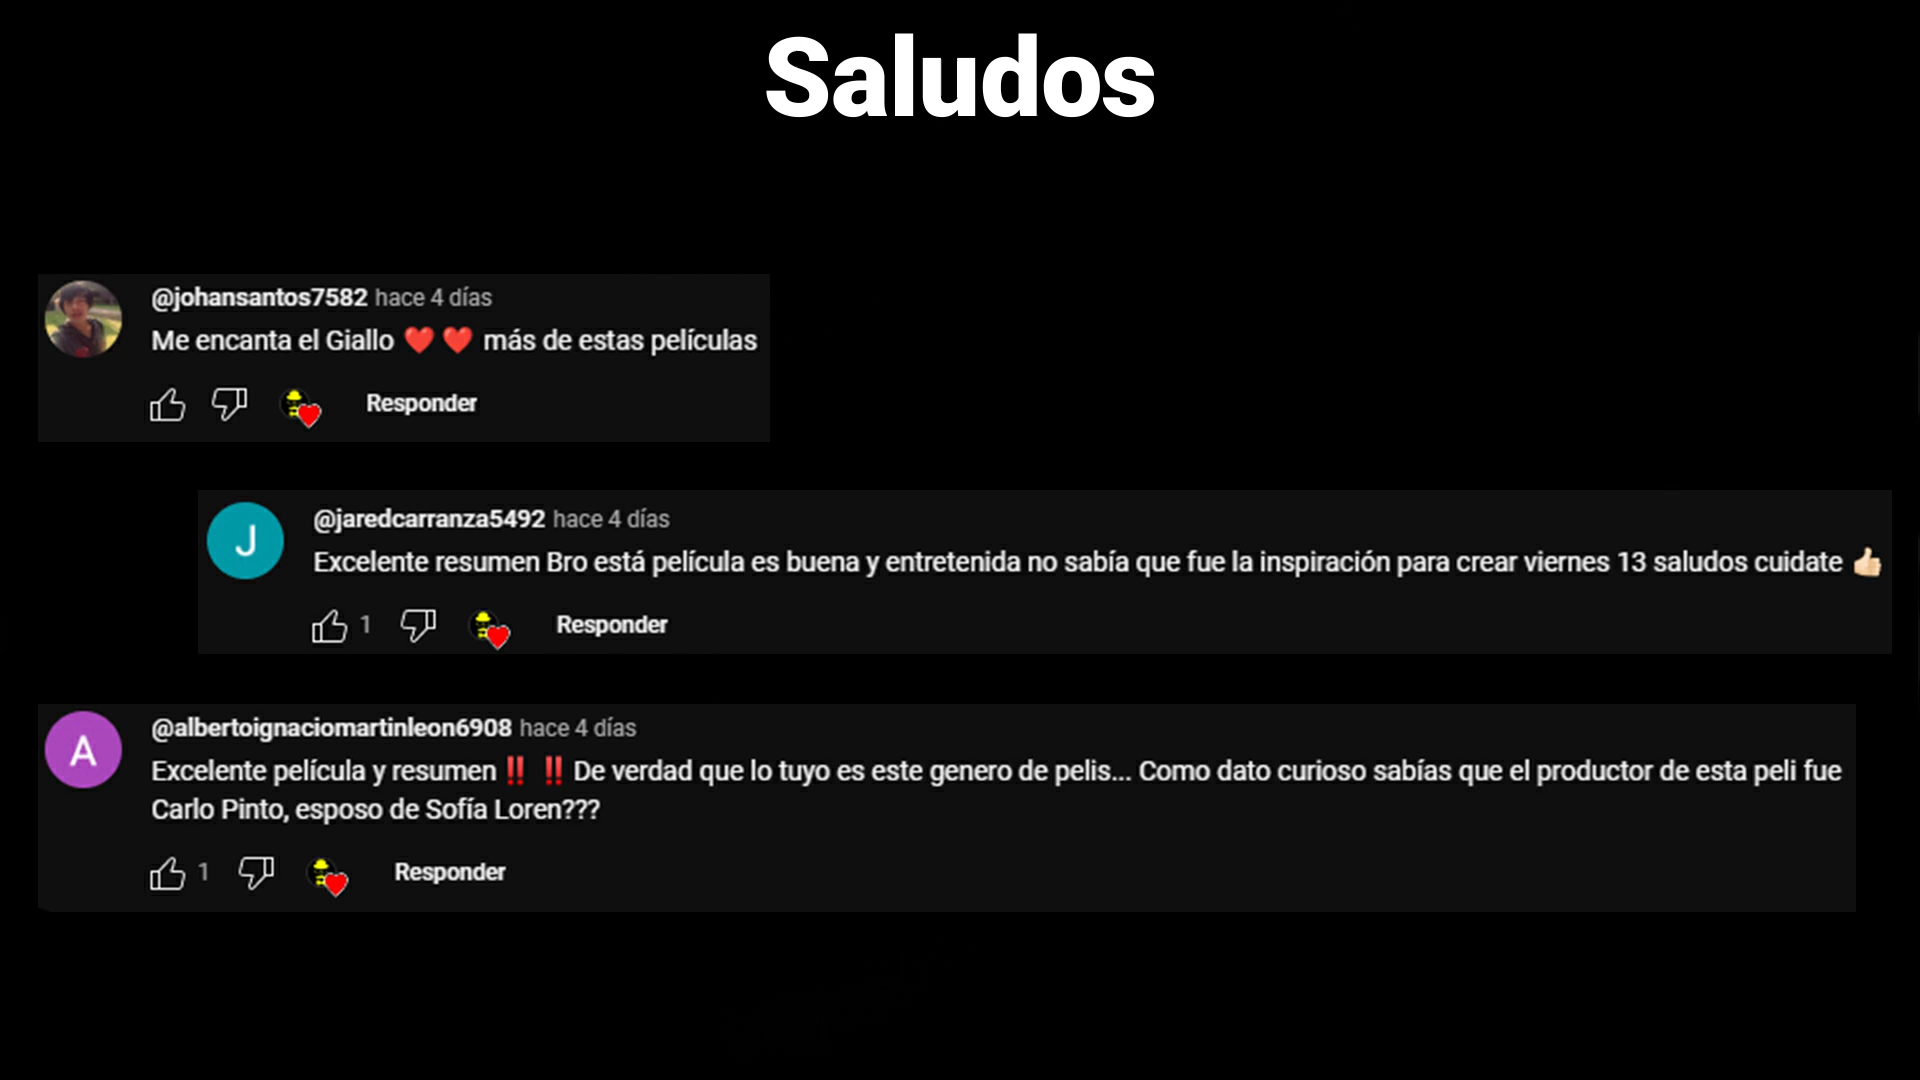 Saludos
@johansantos7582 hace 4 días
Me encanta el Giallo ❤️ ❤️ más de estas películas
Responder
J
@jaredcarranza5492 hace 4 días
Excelente resumen Bro está película es buena y entretenida no sabía que fue la inspiración para crear viernes 13 saludos cuidate 👍🏻
1
Responder
A
@albertoignaciomartinleon6908 hace 4 días
Excelente película y resumen ‼️ ‼️ De verdad que lo tuyo es este genero de pelis... Como dato curioso sabías que el productor de esta peli fue
Carlo Pinto, esposo de Sofía Loren???
1
Responder